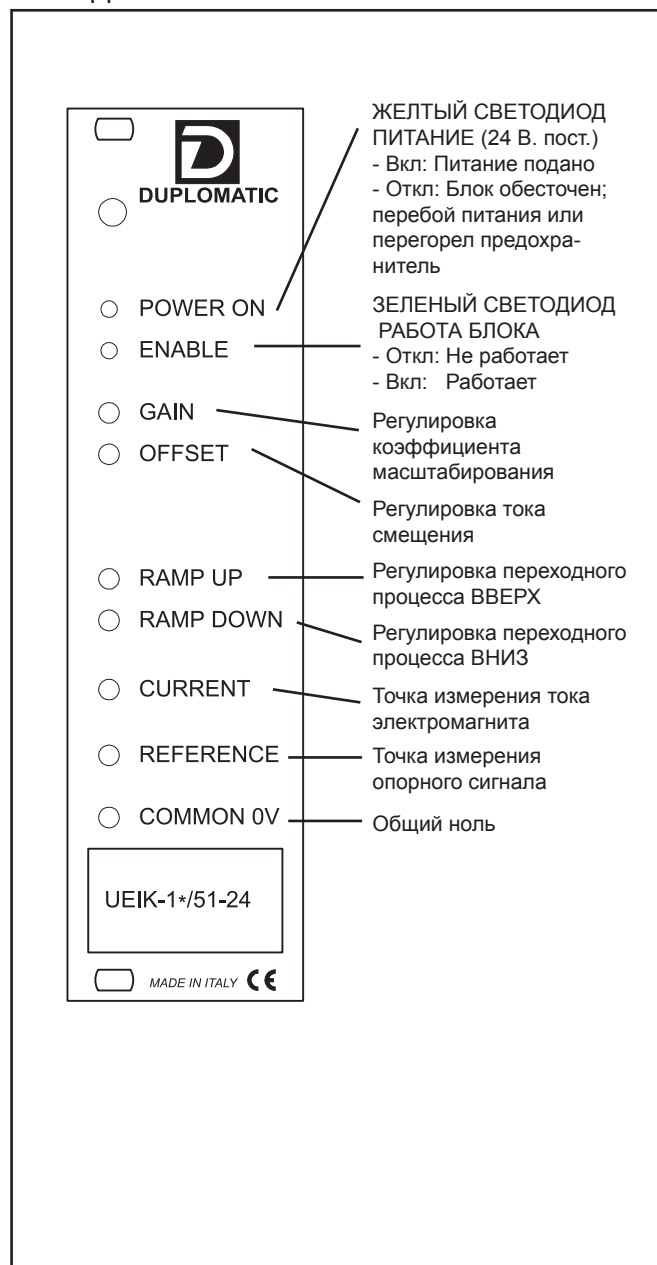 DUPLOMATIC
ЖЕЛТЫЙ СВЕТОДИОД
ПИТАНИЕ (24 В. пост.)
- Вкл: Питание подано
- Откл: Блок обесточен;
перебой питания или
перегорел предохра-
нитель
POWER ON
ЗЕЛЕНЫЙ СВЕТОДИОД
РАБОТА БЛОКА
- Откл: Не работает
- Вкл: Работает
ENABLE
GAIN
Регулировка
коэффициента
масштабирования
OFFSET
Регулировка тока
смещения
RAMP UP
Регулировка переходного
процесса ВВЕРХ
RAMP DOWN
Регулировка переходного
процесса ВНИЗ
CURRENT
Точка измерения тока
электромагнита
REFERENCE
Точка измерения
опорного сигнала
COMMON 0V
Общий ноль
UEIK-1*/51-24
MADE IN ITALY CE